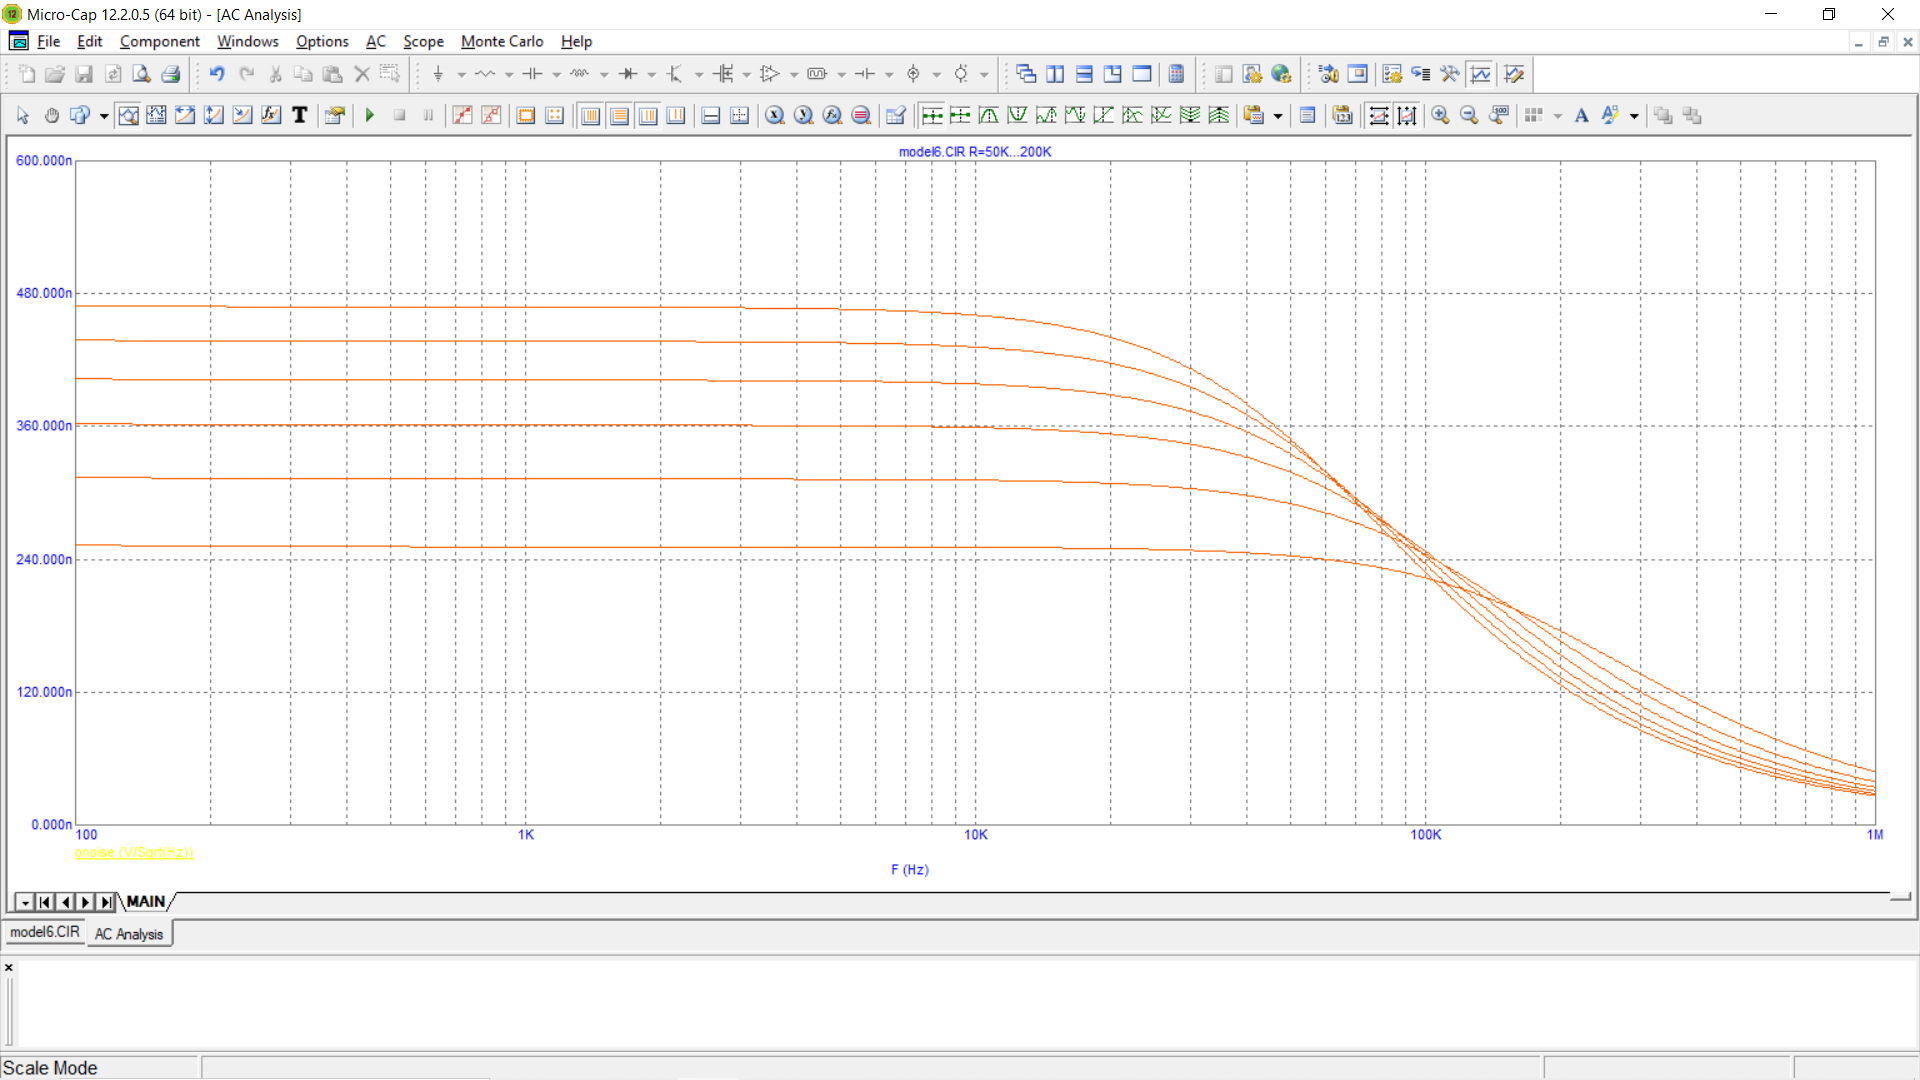 Micro-Cap 12.2.0.5 (64 bit) - [AC Analysis]
File Edit Component Windows Options AC Scope Monte Carlo Help
model6.CIR R=50K...200K
600.000n
480.000n
360.000n
240.000n
120.000n
0.000n
100 1K 10K 100K 1M
onoise (V/Sqrt(Hz))
F (Hz)
MAIN
model6.CIR AC Analysis
Scale Mode